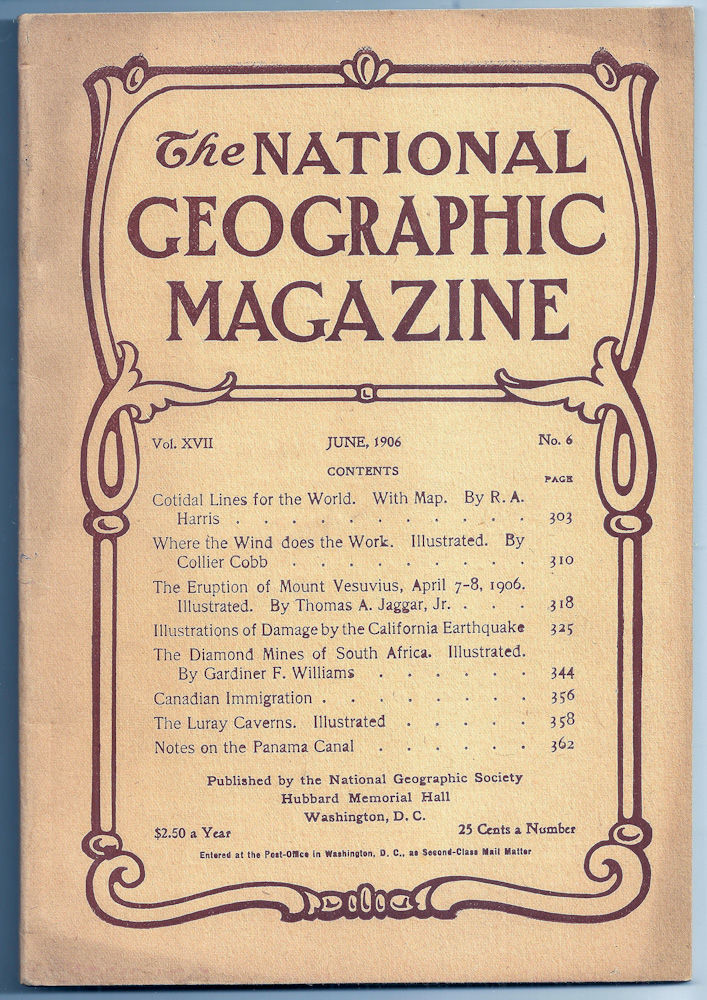 The NATIONAL
GEOGRAPHIC
MAGAZINE
L
Vol. XVII JUNE, 1906 No. 6
CONTENTS
PAGE
Cotidal Lines for the World. With Map. By R. A.
Harris . . . . . . . . . . . 303
Where the Wind does the Work. Illustrated. By
Collier Cobb . . . . . . . . . 310
The Eruption of Mount Vesuvius, April 7-8, 1906.
Illustrated. By Thomas A. Jaggar, Jr. . . . 318
Illustrations of Damage by the California Earthquake 325
The Diamond Mines of South Africa. Illustrated.
By Gardiner F. Williams . . . . . . 344
Canadian Immigration . . . . . . . . 356
The Luray Caverns. Illustrated . . . . . 358
Notes on the Panama Canal . . . . . . 362
Published by the National Geographic Society
Hubbard Memorial Hall
Washington, D. C.
$2.50 a Year 25 Cents a Number
Entered at the Post-Office in Washington, D. C., as Second-Class Mail Matter